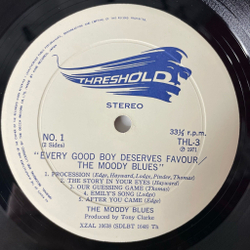 THRESHOLD
STEREO
NO. 1
(2 Sides)
33⅓ r.p.m.
THL-3
Ⓟ 1971
"EVERY GOOD BOY DESERVES FAVOUR,
THE MOODY BLUES"
1. PROCESSION (Edge, Hayward, Lodge, Pinder, Thomas)
2. THE STORY IN YOUR EYES (Hayward)
3. OUR GUESSING GAME (Thomas)
4. EMILY'S SONG (Lodge)
5. AFTER YOU CAME (Edge)
THE MOODY BLUES
Produced by Tony Clarke